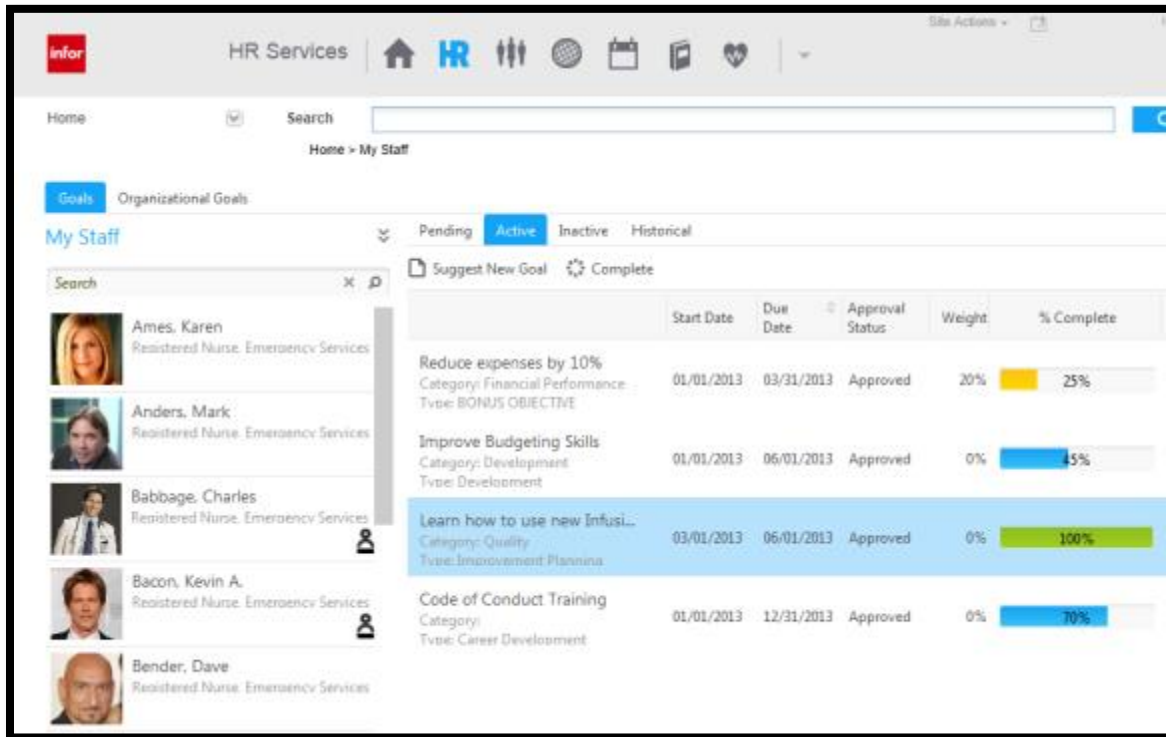 Site Actions
infor
HR Services
HR
Home
Search
Home > My Staff
Goals
Organizational Goals
My Staff
Search
Ames, Karen
Registered Nurse, Emergency Services
Anders, Mark
Registered Nurse, Emergency Services
Babbage, Charles
Registered Nurse, Emergency Services
Bacon, Kevin A.
Registered Nurse, Emergency Services
Bender, Dave
Registered Nurse, Emergency Services
Pending Active Inactive Historical
Suggest New Goal Complete
Start Date Due Date Approval Status Weight % Complete
Reduce expenses by 10%
Category: Financial Performance
Type: BONUS OBJECTIVE
01/01/2013 03/31/2013 Approved 20% 25%
Improve Budgeting Skills
Category: Development
Type: Development
01/01/2013 06/01/2013 Approved 0% 45%
Learn how to use new Infusi...
Category: Quality
Type: Improvement Planning
03/01/2013 06/01/2013 Approved 0% 100%
Code of Conduct Training
Category:
Type: Career Development
01/01/2013 12/31/2013 Approved 0% 70%